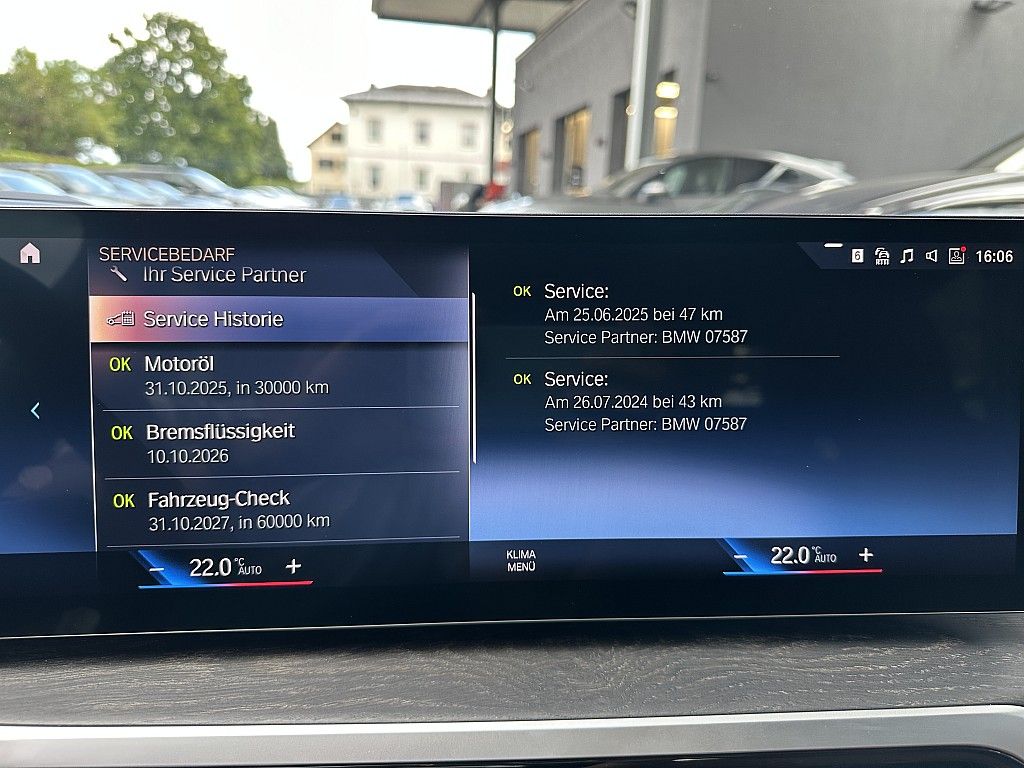 SERVICEBEDARF
Ihr Service Partner
Service Historie
OK Motoröl
31.10.2025, in 30000 km
OK Bremsflüssigkeit
10.10.2026
OK Fahrzeug-Check
31.10.2027, in 60000 km
6 RTTI 16:06
OK Service:
Am 25.06.2025 bei 47 km
Service Partner: BMW 07587
OK Service:
Am 26.07.2024 bei 43 km
Service Partner: BMW 07587
− 22.0 °C AUTO +
KLIMA
MENÜ
− 22.0 °C AUTO +